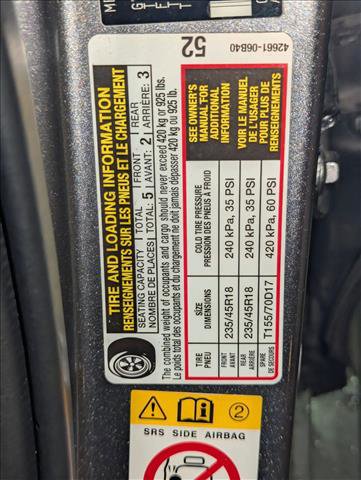 42661-06B40
52
TIRE AND LOADING INFORMATION
RENSEIGNEMENTS SUR LES PNEUS ET LE CHARGEMENT
SEATING CAPACITY | TOTAL 5 | FRONT 2 | REAR 3
NOMBRE DE PLACES | TOTAL: 5 | AVANT: 2 | ARRIÈRE: 3
The combined weight of occupants and cargo should never exceed 420 kg or 925 lbs.
Le poids total des occupants et du chargement ne doit jamais dépasser 420 kg ou 925 lb.
TIRE SIZE COLD TIRE PRESSURE
PNEU DIMENSIONS PRESSION DES PNEUS À FROID
FRONT 235/45R18 240 kPa, 35 PSI
AVANT
REAR 235/45R18 240 kPa, 35 PSI
ARRIÈRE
SPARE T155/70D17 420 kPa, 60 PSI
DE SECOURS
SEE OWNER'S
MANUAL FOR
ADDITIONAL
INFORMATION
VOIR LE MANUEL
DE L'USAGER
POUR PLUS DE
RENSEIGNEMENTS
2
SRS SIDE AIRBAG